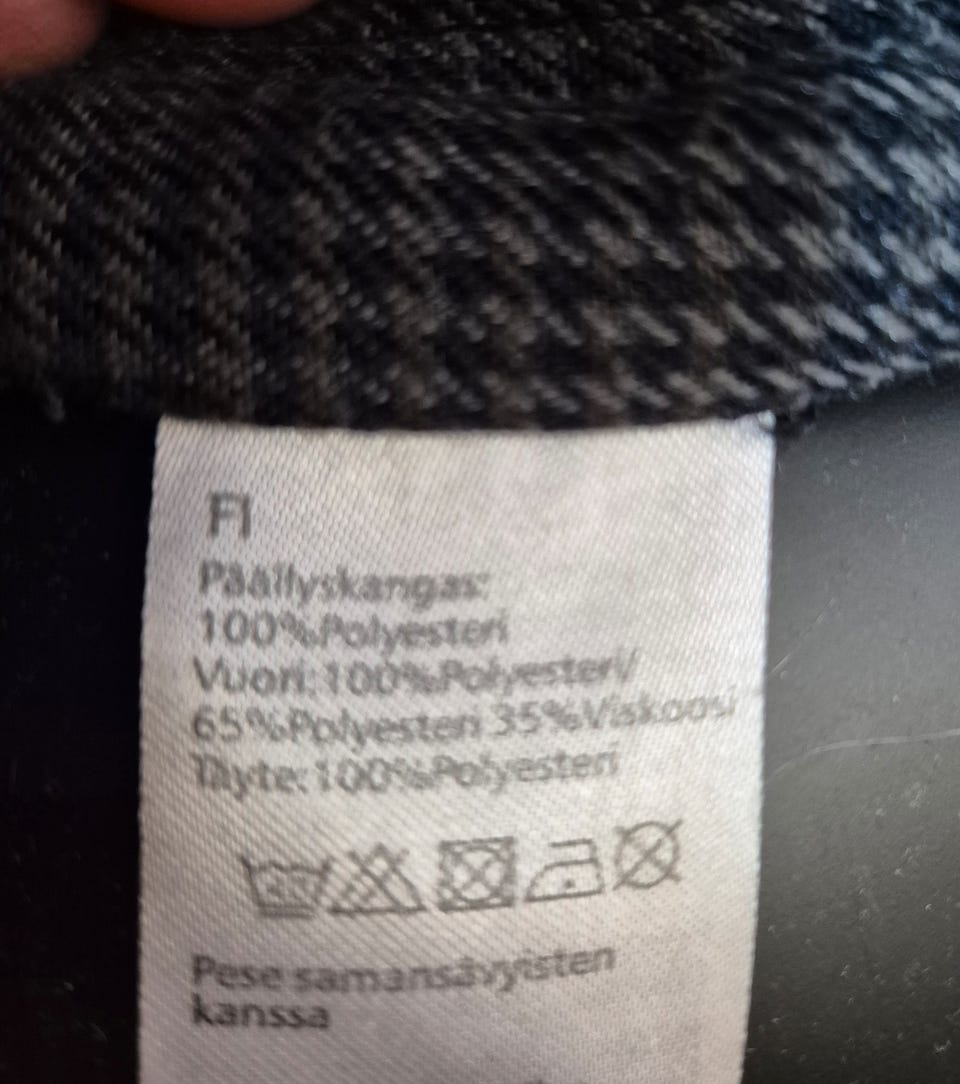 FI
Päällyskangas:
100%Polyesteri
Vuori:100%Polyesteri/
65%Polyesteri 35%Viskoosi
Täyte:100%Polyesteri
Pese samansävyisten
kanssa